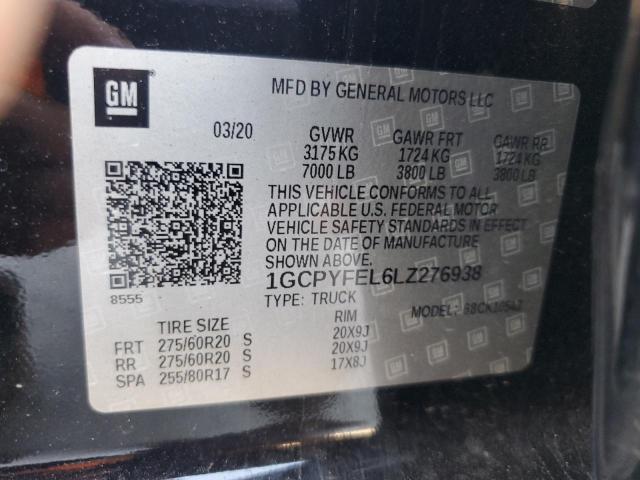 GM
MFD BY GENERAL MOTORS LLC
03/20 GVWR GAWR FRT GAWR RR
3175 KG 1724 KG 1724 KG
7000 LB 3800 LB 3800 LB
THIS VEHICLE CONFORMS TO ALL
APPLICABLE U.S. FEDERAL MOTOR
VEHICLE SAFETY STANDARDS IN EFFECT
ON THE DATE OF MANUFACTURE
SHOWN ABOVE.
1GCPYFEL6LZ276938
8555
TYPE: TRUCK
MODEL:
TIRE SIZE RIM
FRT 275/60R20 S 20X9J
RR 275/60R20 S 20X9J
SPA 255/80R17 S 17X8J